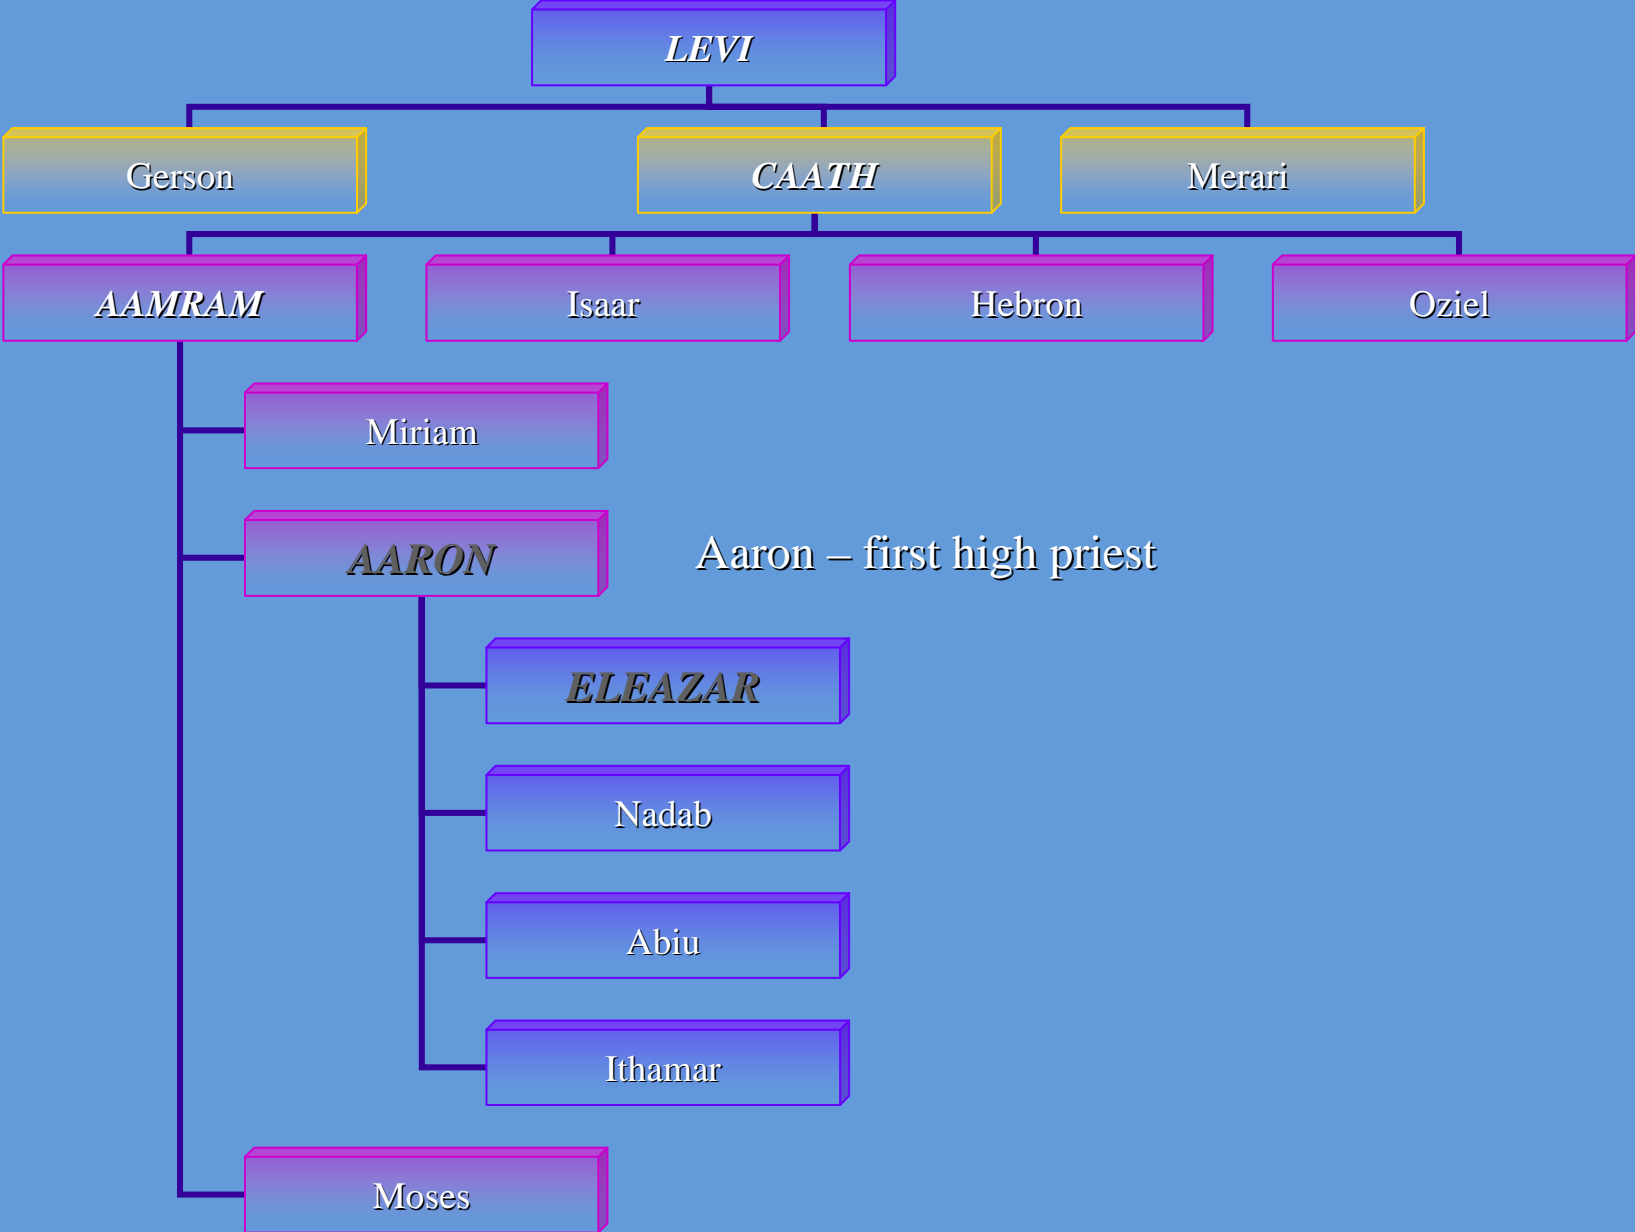 LEVI
Gerson
CAATH
Merari
AAMRAM
Isaar
Hebron
Oziel
Miriam
AARON
Aaron – first high priest
ELEAZAR
Nadab
Abiu
Ithamar
Moses